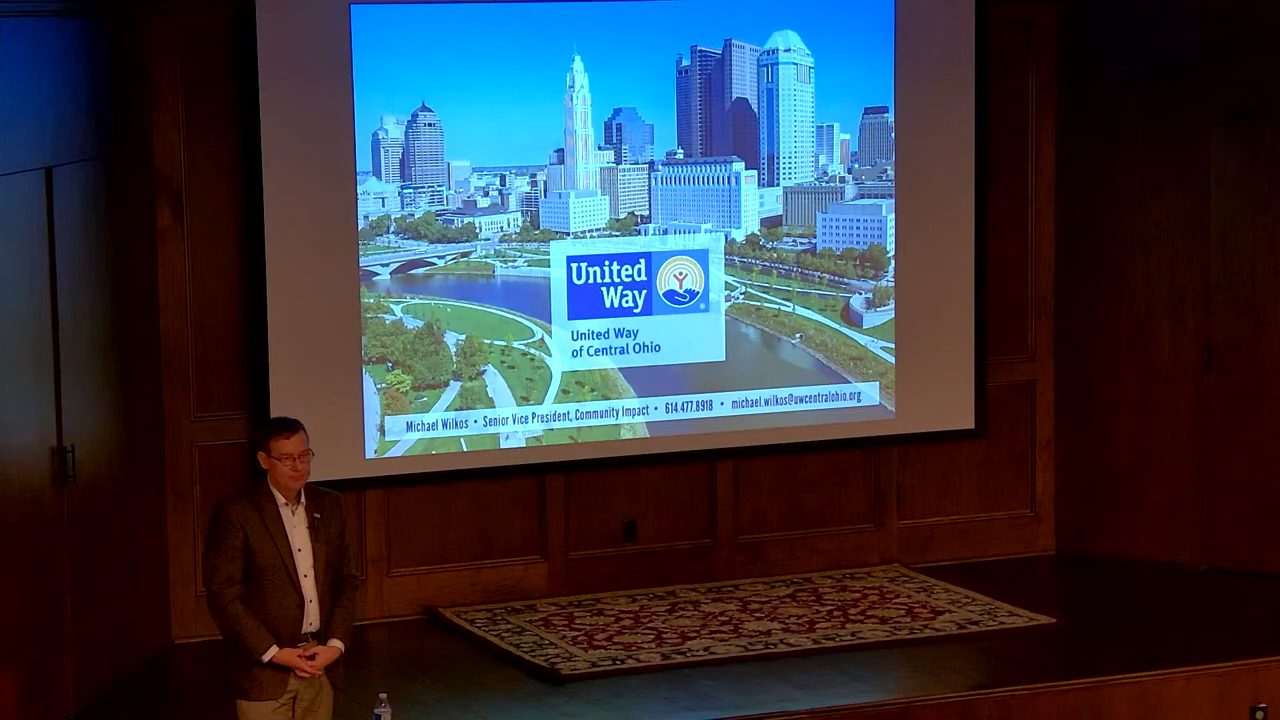 United
Way
®
United Way
of Central Ohio
Michael Wilkos • Senior Vice President, Community Impact • 614.477.8918 • michael.wilkos@uwcentralohio.org